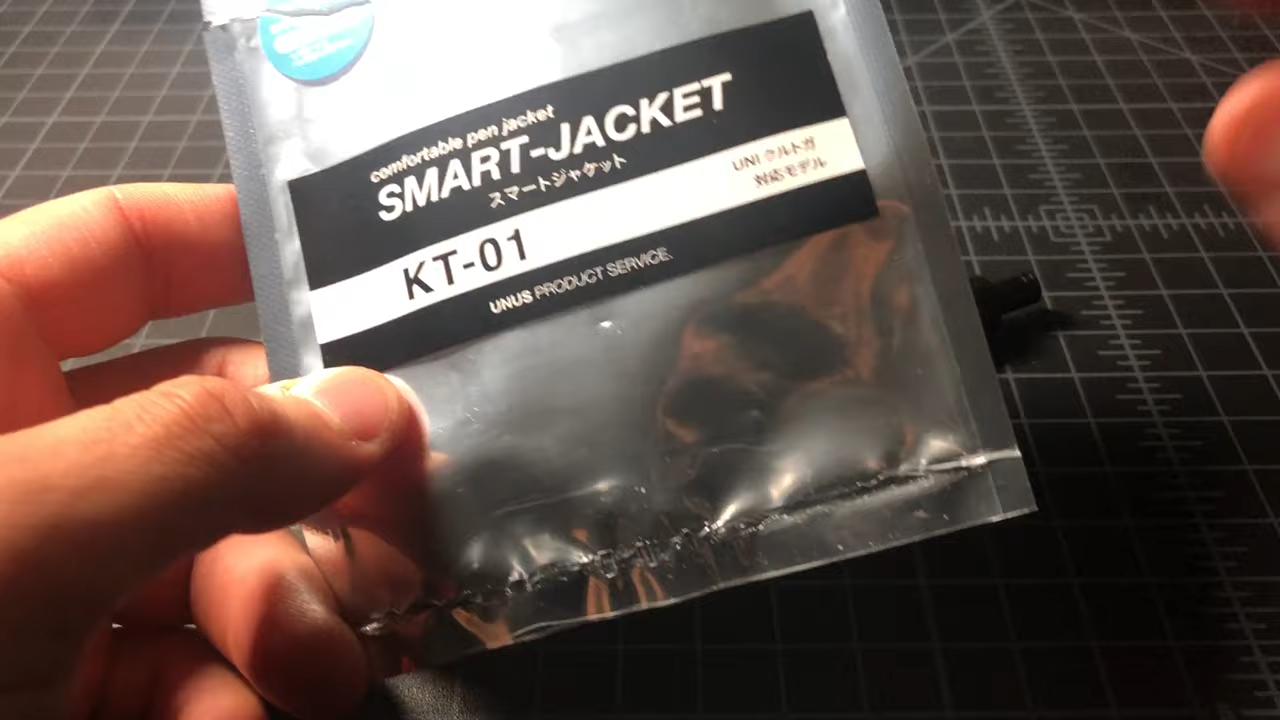 comfortable pen jacket
SMART-JACKET
スマートジャケット
UNI クルトガ
対応モデル
KT-01
UNUS PRODUCT SERVICE.